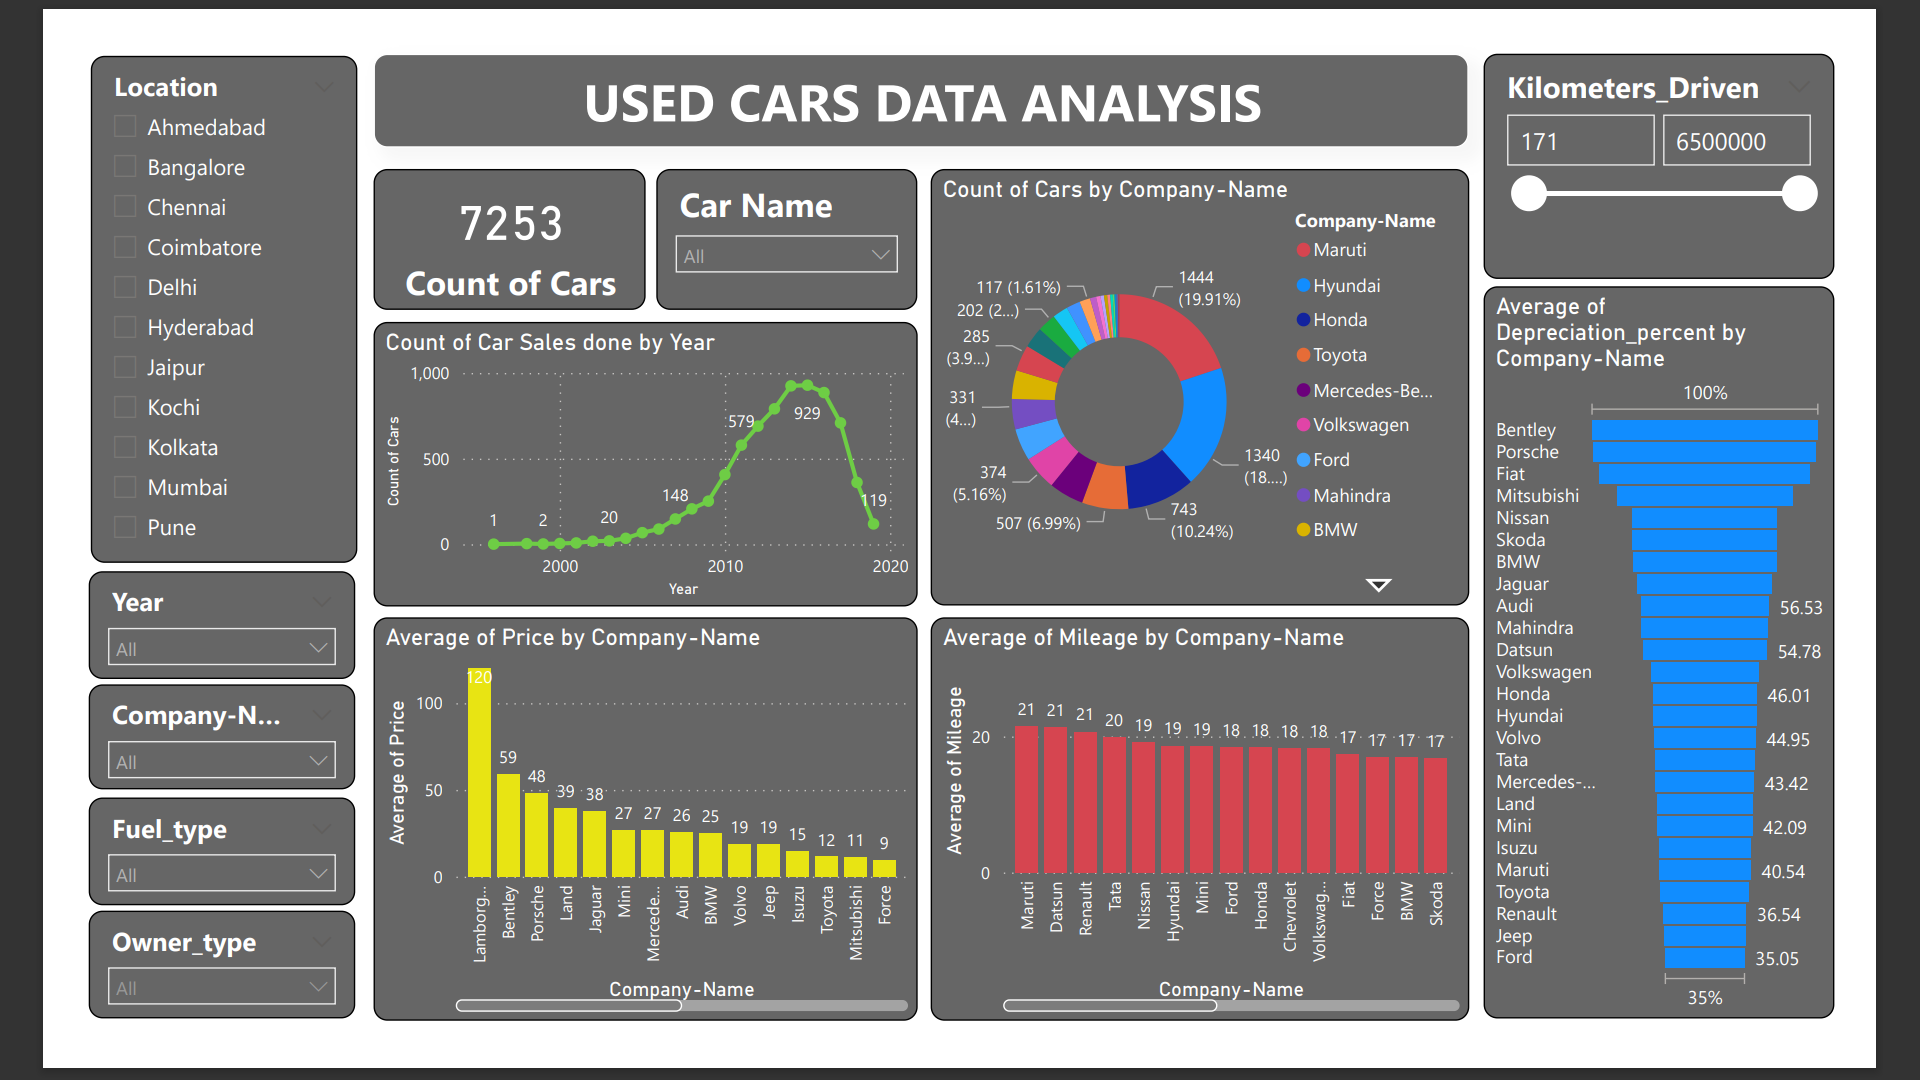 USED CARS DATA ANALYSIS
Location
Ahmedabad
Bangalore
Chennai
Coimbatore
Delhi
Hyderabad
Jaipur
Kochi
Kolkata
Mumbai
Pune
Year
All
Company-N...
All
Fuel_type
All
Owner_type
All
7253
Count of Cars
Car Name
All
Count of Car Sales done by Year
Count of Cars
1,000
500
0
1
2
20
148
579
929
119
2000
2010
2020
Year
Count of Cars by Company-Name
1444
(19.91%)
1340
(18....)
743
(10.24%)
507 (6.99%)
374
(5.16%)
331
(4...)
285
(3.9...)
202 (2...)
117 (1.61%)
Company-Name
Maruti
Hyundai
Honda
Toyota
Mercedes-Be...
Volkswagen
Ford
Mahindra
BMW
Kilometers_Driven
171
6500000
Average of Price by Company-Name
Average of Price
100
50
0
120
59
48
39
38
27
27
26
25
19
19
15
12
11
9
Lamborg...
Bentley
Porsche
Land
Jaguar
Mini
Mercede...
Audi
BMW
Volvo
Jeep
Isuzu
Toyota
Mitsubishi
Force
Company-Name
Average of Mileage by Company-Name
Average of Mileage
20
0
21
21
21
20
19
19
19
18
18
18
18
17
17
17
17
Maruti
Datsun
Renault
Tata
Nissan
Hyundai
Mini
Ford
Honda
Chevrolet
Volkswag...
Fiat
Force
BMW
Skoda
Company-Name
Average of
Depreciation_percent by
Company-Name
100%
Bentley
Porsche
Fiat
Mitsubishi
Nissan
Skoda
BMW
Jaguar
Audi 56.53
Mahindra
Datsun 54.78
Volkswagen
Honda 46.01
Hyundai
Volvo 44.95
Tata
Mercedes-... 43.42
Land
Mini 42.09
Isuzu
Maruti 40.54
Toyota
Renault 36.54
Jeep
Ford 35.05
35%